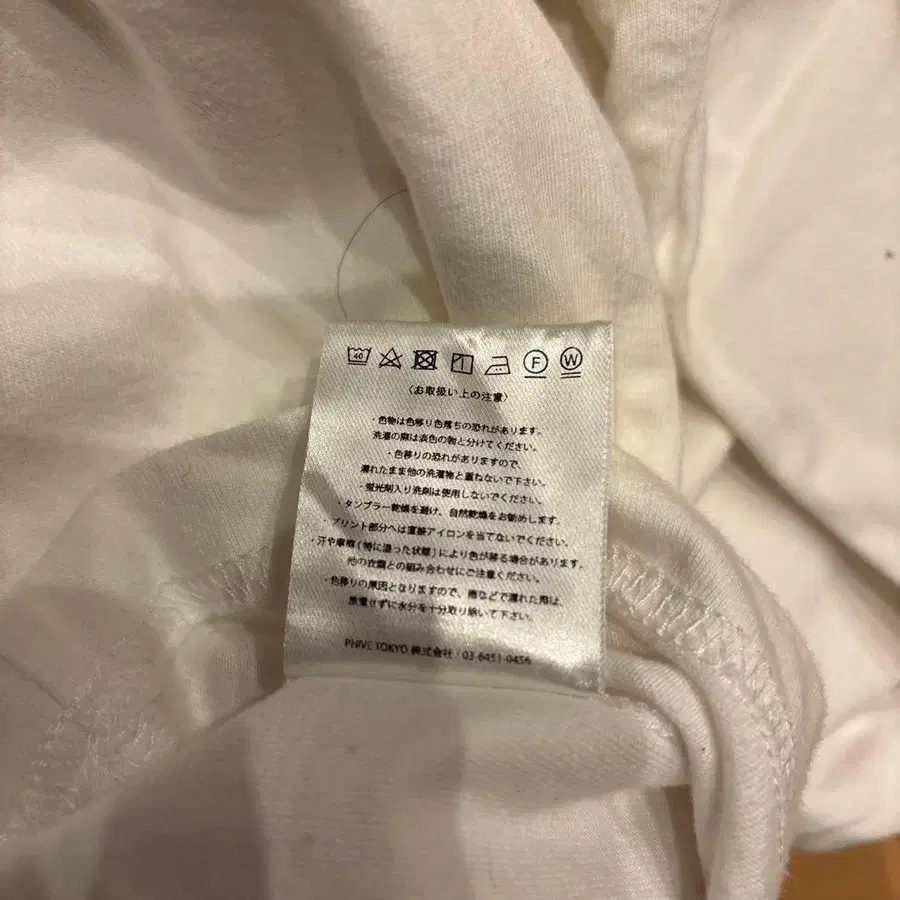 40 F W
〈お取扱い上の注意〉
・色物は色移り色落ちの恐れがあります。
洗濯の際は淡色の物と分けてください。
・色移りの恐れがありますので、
濡れたまま他の洗濯物と重ねないで下さい。
・蛍光剤入り洗剤は使用しないでください。
・タンブラー乾燥を避け、自然乾燥をお勧めします。
・プリント部分へは直接アイロンを当てないでください。
・汗や摩擦(特に湿った状態)により色が移る場合があります。
他の衣類との組み合わせにご注意ください。
・色移りの原因となりますので、雨などで濡れた際は、
放置せずに水分を十分取り除いて下さい。
PHIVE TOKYO 株式会社/03-6451-0456